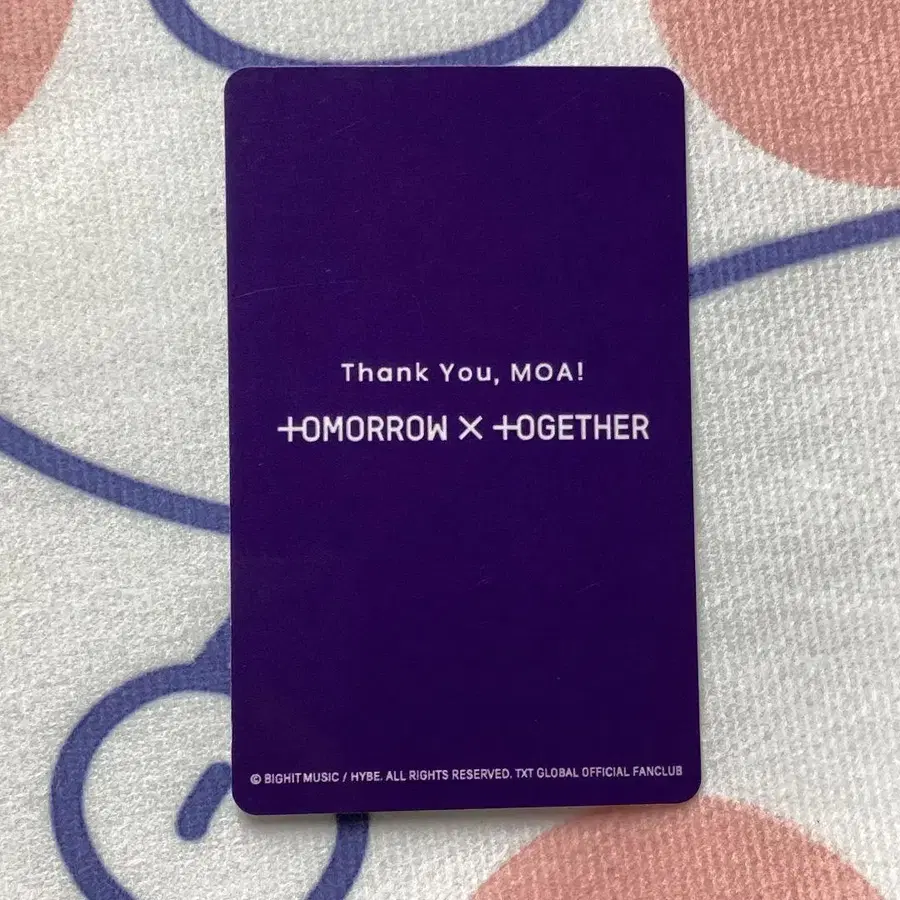 Thank You, MOA!
TOMORROW X TOGETHER
© BIGHIT MUSIC / HYBE. ALL RIGHTS RESERVED. TXT GLOBAL OFFICIAL FANCLUB